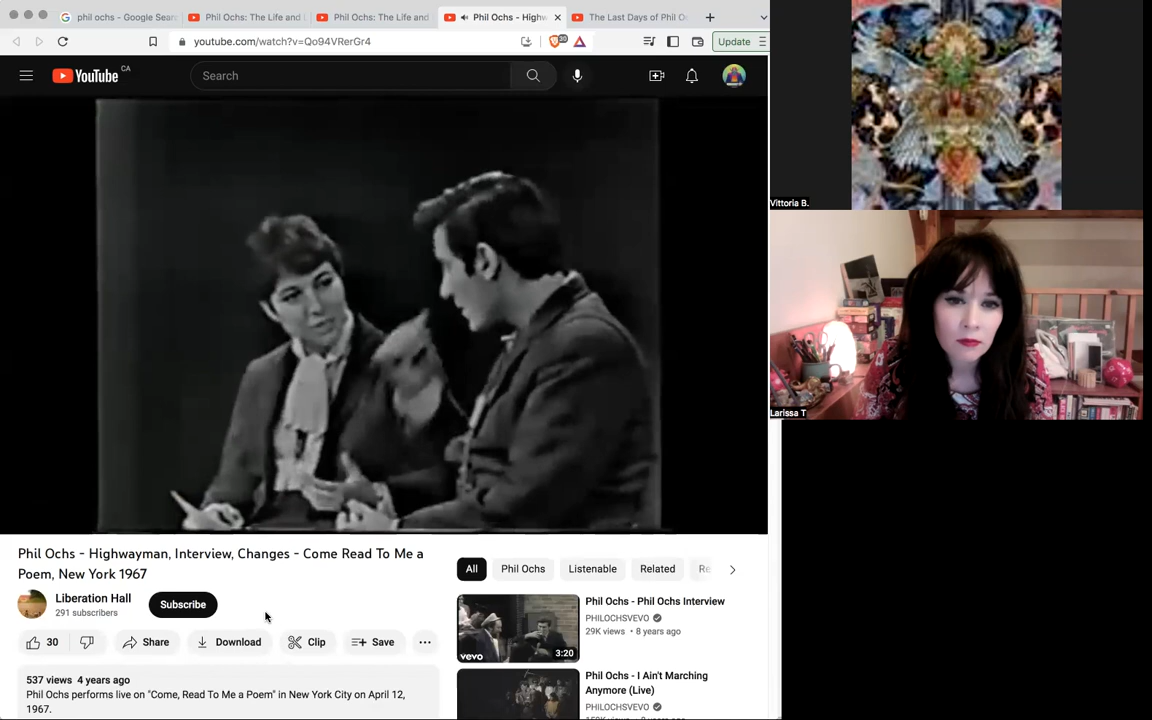 phil ochs - Google Sear
Phil Ochs: The Life and L
Phil Ochs: The Life and
Phil Ochs - Highw
The Last Days of Phil O
youtube.com/watch?v=Qo94VRerGr4
20
Update
YouTube CA
Search
Vittoria B.
Larissa T
Phil Ochs - Highwayman, Interview, Changes - Come Read To Me a
Poem, New York 1967
Liberation Hall
291 subscribers
Subscribe
30
Share
Download
Clip
Save
537 views 4 years ago
Phil Ochs performs live on "Come, Read To Me a Poem" in New York City on April 12,
1967.
All
Phil Ochs
Listenable
Related
Re
Phil Ochs - Phil Ochs Interview
PHILOCHSVEVO
29K views • 8 years ago
vevo
3:20
Phil Ochs - I Ain't Marching
Anymore (Live)
PHILOCHSVEVO